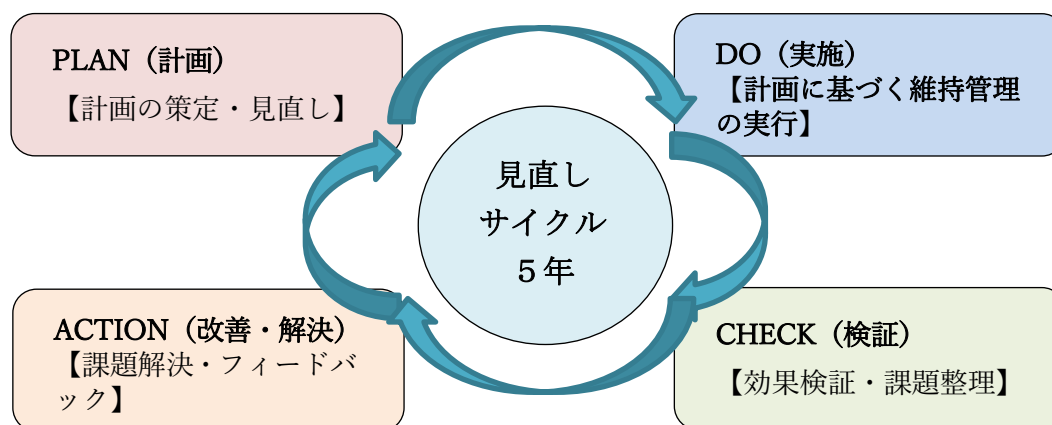 PLAN（計画）
【計画の策定・見直し】
DO（実施）
【計画に基づく維持管理
の実行】
見直し
サイクル
５年
ACTION（改善・解決）
【課題解決・フィードバ
ック】
CHECK（検証）
【効果検証・課題整理】